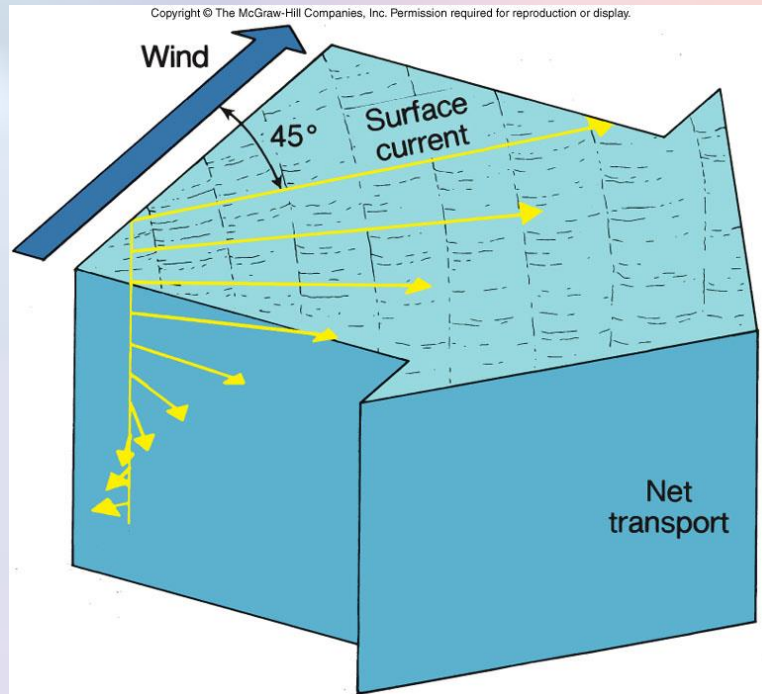 Copyright © The McGraw-Hill Companies, Inc. Permission required for reproduction or display.
Wind
45°
Surface
current
Net
transport